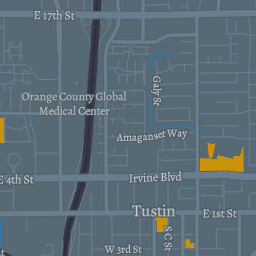 E 17th St
Orange County Global
Medical Center
Galy St
Amaganset Way
E 4th St
Irvine Blvd
Tustin
E 1st St
S C St
W 3rd St